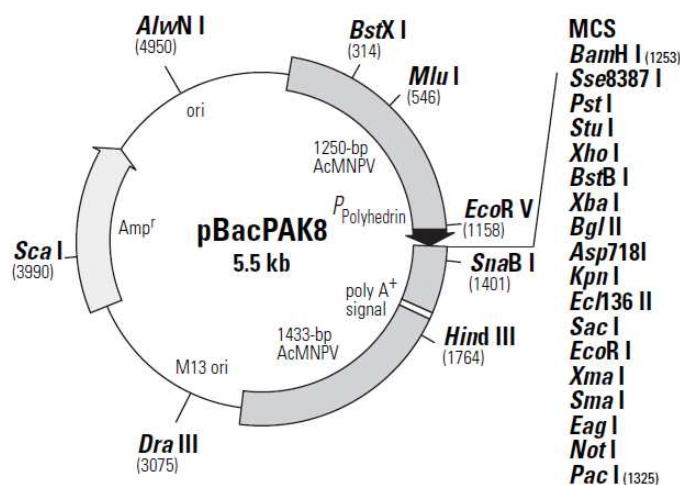 AlwN I
(4950)
BstX I
(314)
Mlu I
(546)
ori
1250-bp
AcMNPV
PPolyhedrin
EcoR V
(1158)
pBacPAK8
5.5 kb
Ampr
Sca I
(3990)
SnaB I
(1401)
poly A+
signal
1433-bp
AcMNPV
Hind III
(1764)
M13 ori
Dra III
(3075)
MCS
BamH I (1253)
Sse8387 I
Pst I
Stu I
Xho I
BstB I
Xba I
Bgl II
Asp718I
Kpn I
Ecl136 II
Sac I
EcoR I
Xma I
Sma I
Eag I
Not I
Pac I (1325)